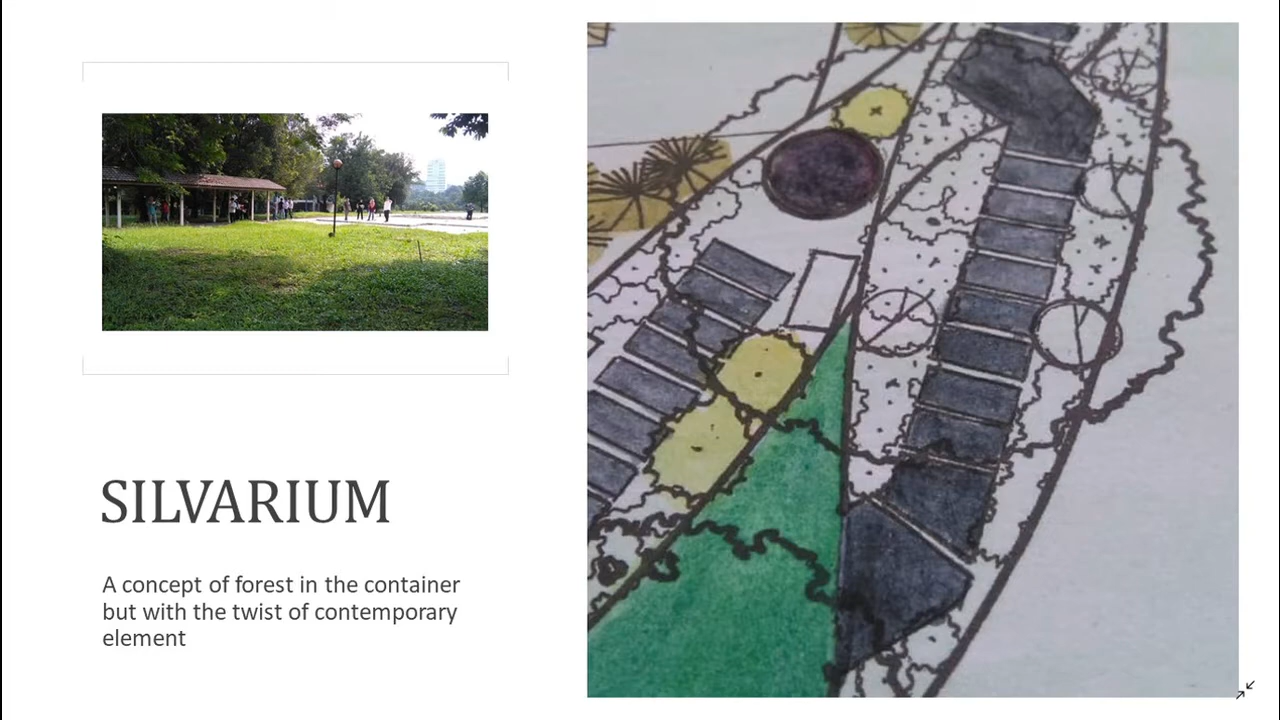 SILVARIUM
A concept of forest in the container
but with the twist of contemporary
element